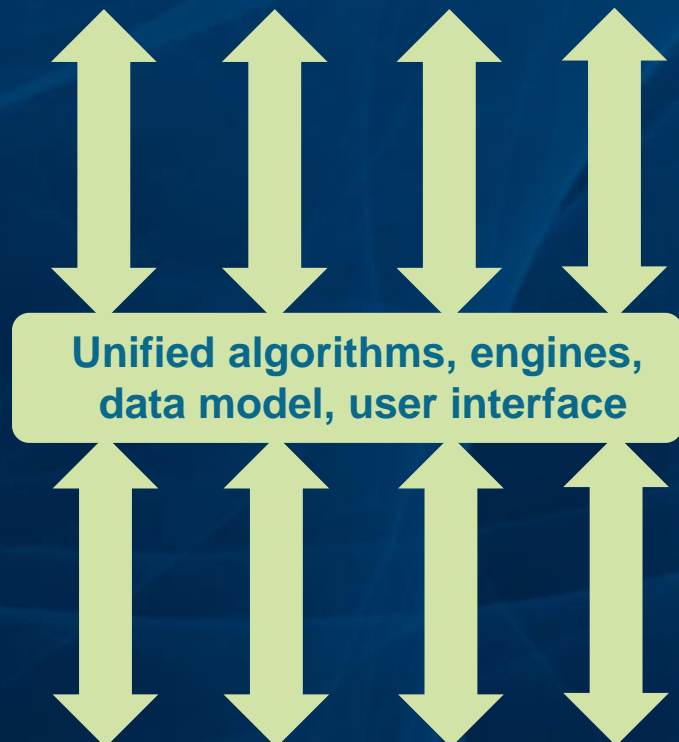 Unified algorithms, engines,
data model, user interface